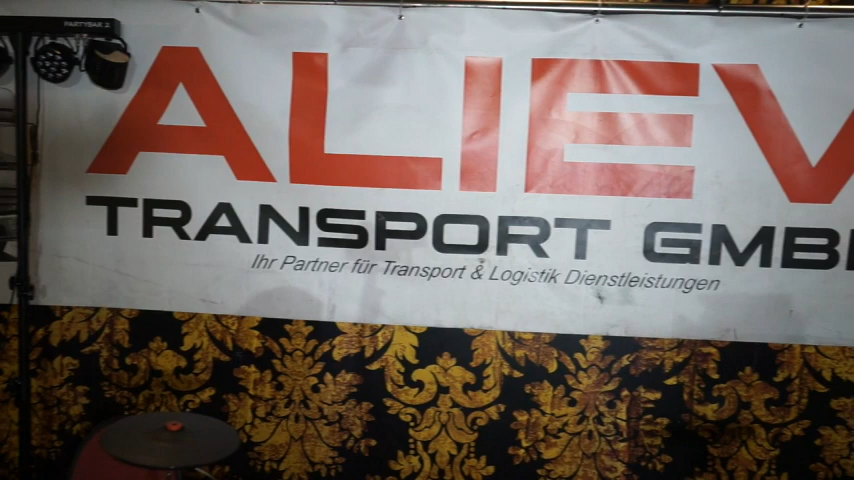 PARTYBAR 2
ALIEV
TRANSPORT GMB
Ihr Partner für Transport & Logistik Dienstleistungen